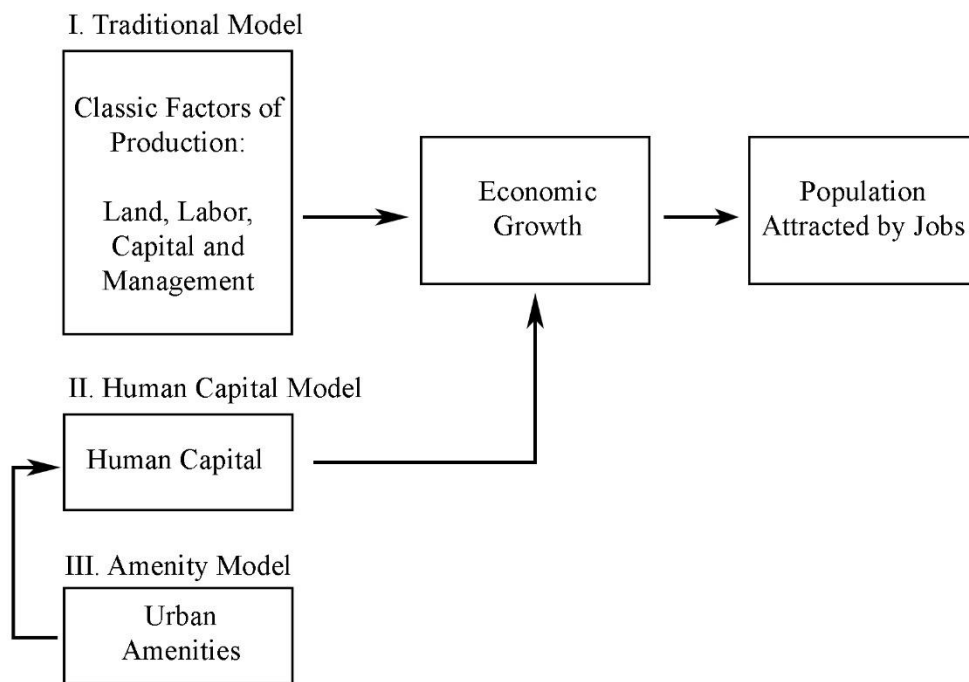 I. Traditional Model
Classic Factors of
Production:
Land, Labor,
Capital and
Management
Economic
Growth
Population
Attracted by Jobs
II. Human Capital Model
Human Capital
III. Amenity Model
Urban
Amenities